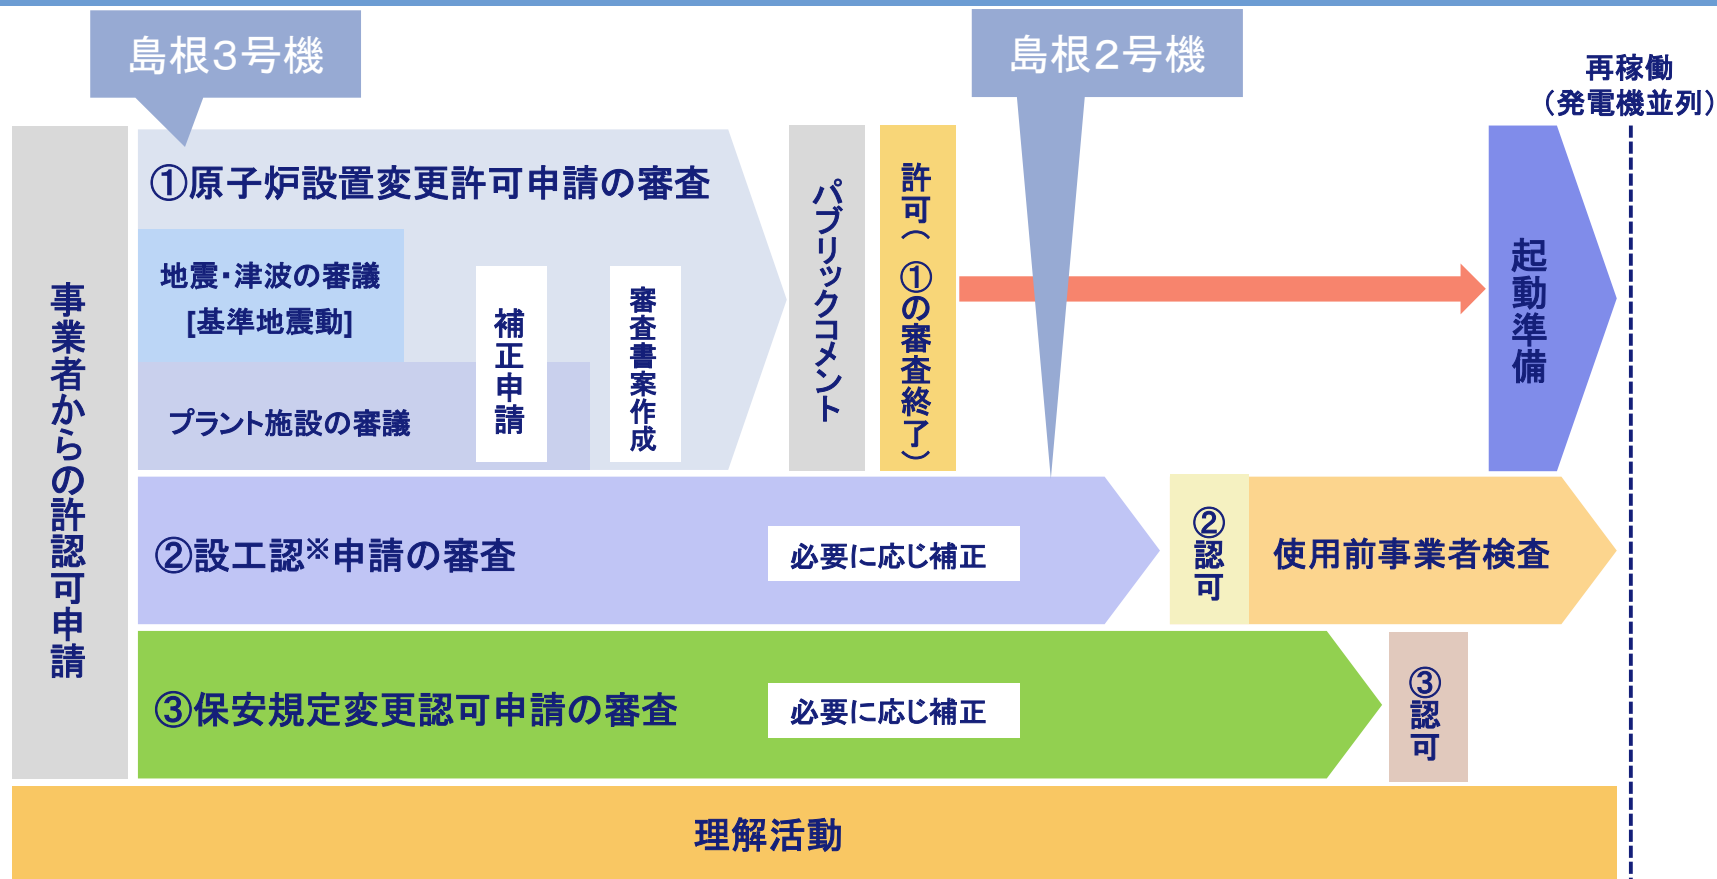 島根3号機
島根2号機
再稼働
（発電機並列）
事業者からの許認可申請
①原子炉設置変更許可申請の審査
地震・津波の審議
[基準地震動]
プラント施設の審議
補正申請
審査書案作成
パブリックコメント
許可（①の審査終了）
起動準備
②設工認※申請の審査
必要に応じ補正
②認可
使用前事業者検査
③保安規定変更認可申請の審査
必要に応じ補正
③認可
理解活動